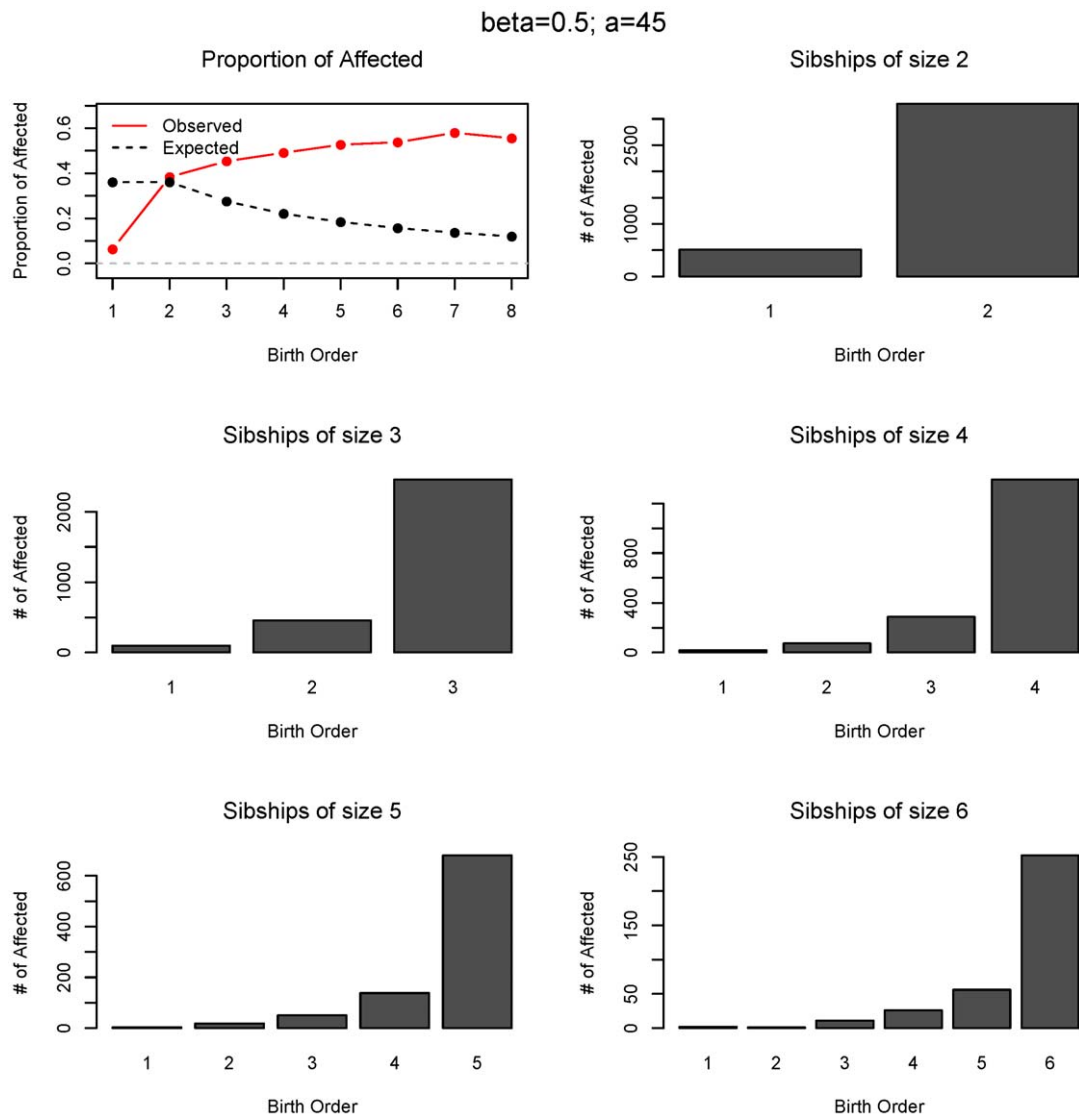 beta=0.5; a=45
Proportion of Affected
Proportion of Affected
0.0 0.2 0.4 0.6
Observed
Expected
1 2 3 4 5 6 7 8
Birth Order
Sibships of size 2
# of Affected
0 1000 2500
1 2
Birth Order
Sibships of size 3
# of Affected
0 1000 2000
1 2 3
Birth Order
Sibships of size 4
# of Affected
0 400 800
1 2 3 4
Birth Order
Sibships of size 5
# of Affected
0 200 400 600
1 2 3 4 5
Birth Order
Sibships of size 6
# of Affected
0 50 150 250
1 2 3 4 5 6
Birth Order